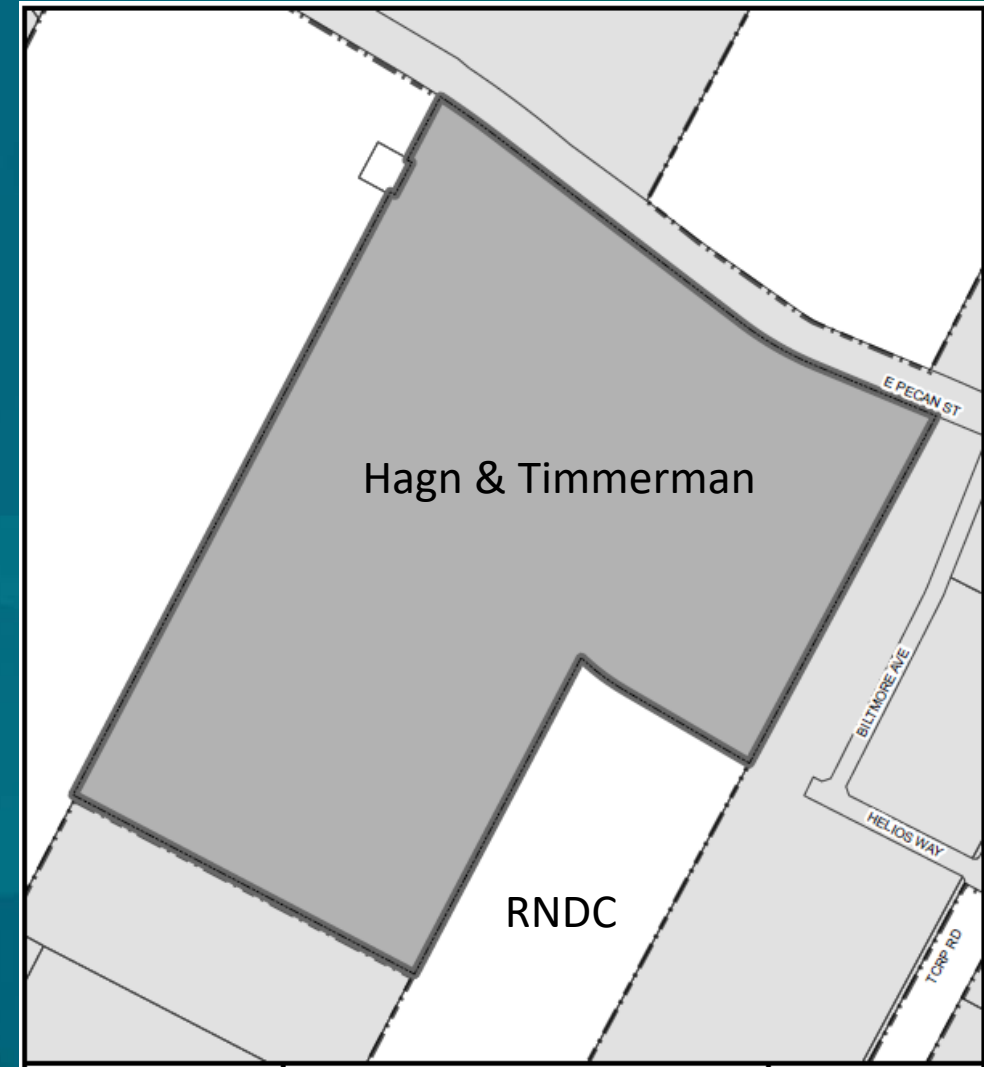 E PECAN ST
Hagn & Timmerman
BILTMORE AVE
HELIOS WAY
RNDC
TCRP RD